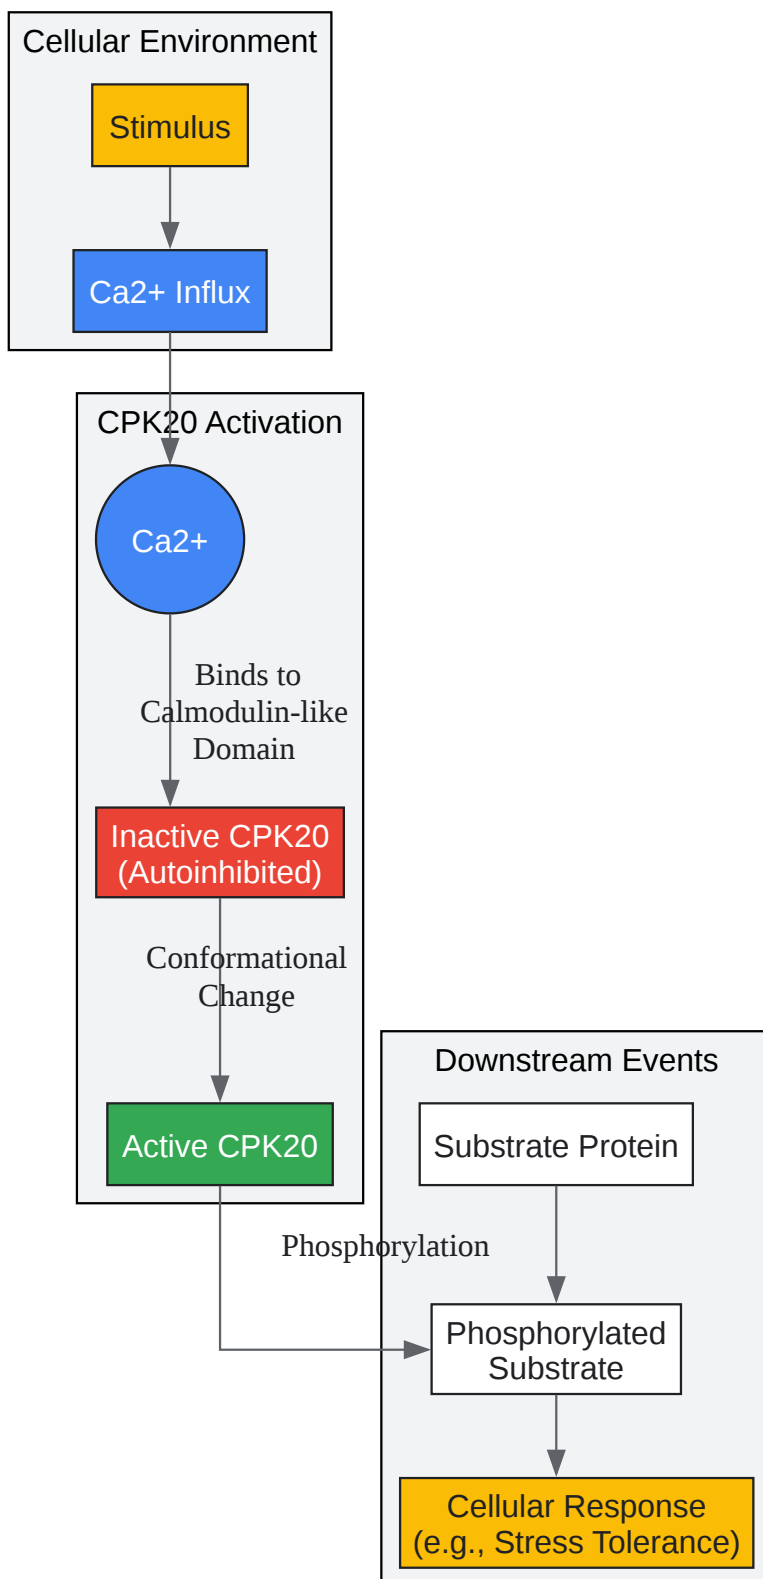 Cellular Environment
Stimulus
Ca2+ Influx
CPK20 Activation
Ca2+
Binds to
Calmodulin-like
Domain
Inactive CPK20
(Autoinhibited)
Conformational
Change
Downstream Events
Active CPK20
Substrate Protein
Phosphorylation
Phosphorylated
Substrate
Cellular Response
(e.g., Stress Tolerance)